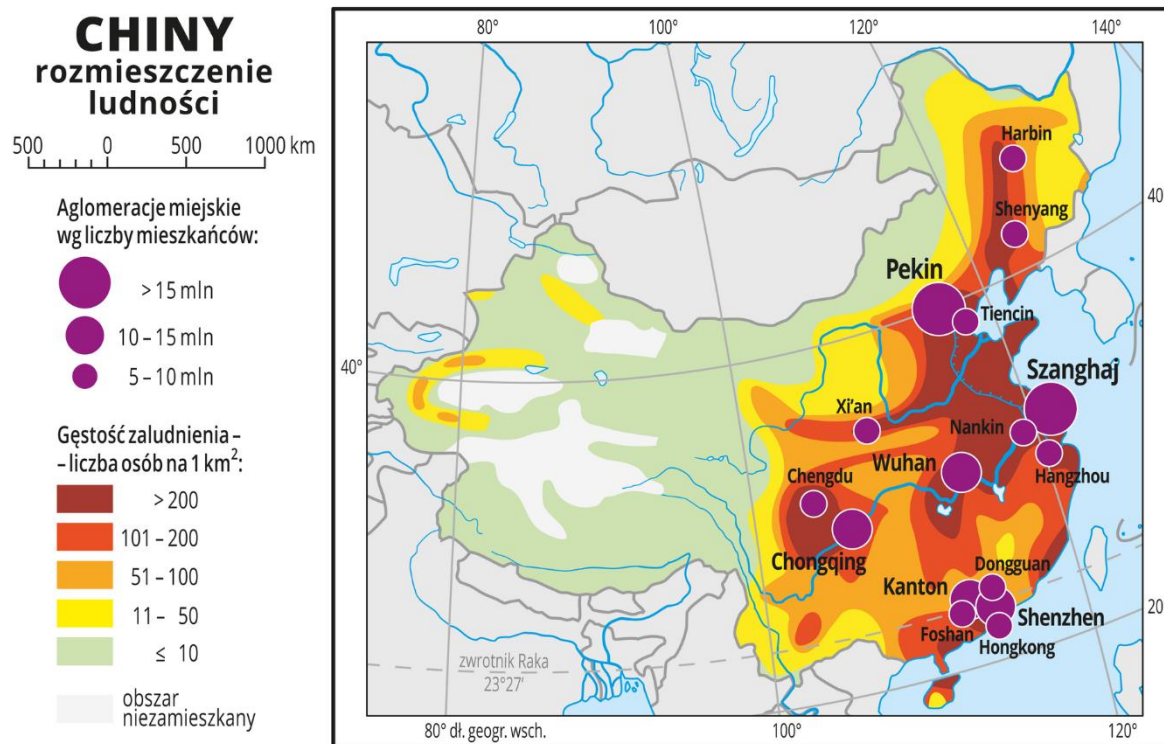 CHINY
rozmieszczenie
ludności
500 0 500 1000 km
Aglomeracje miejskie
wg liczby mieszkańców:
> 15 mln
10 – 15 mln
5 – 10 mln
Gęstość zaludnienia –
– liczba osób na 1 km²:
> 200
101 – 200
51 – 100
11 – 50
≤ 10
obszar
niezamieszkany
80° 100° 120° 140°
Harbin
40
Shenyang
Pekin
Tiencin
40°
Szanghaj
Xi'an
Nankin
Wuhan
Hangzhou
Chengdu
Chongqing
Dongguan
Kanton
Shenzhen
20
Foshan
Hongkong
zwrotnik Raka
23°27'
80° dł. geogr. wsch. 100° 120°